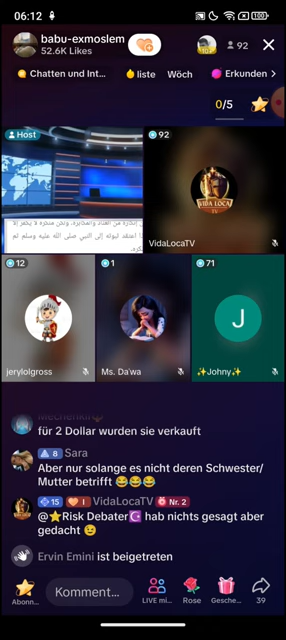 06:12
100
babu-exmoslem
52.6K Likes
92
Chatten und Int...
liste
Wöch
Erkunden
0/5
Host
92
VIDA LOCA
VidaLocaTV
12
jerylolgross
1
Ms. Da'wa
71
J
✨Johny✨
für 2 Dollar wurden sie verkauft
8 Sara
Aber nur solange es nicht deren Schwester/
Mutter betrifft 😂😂😂
15 I VidaLocaTV Nr. 2
@⭐Risk Debater☪️ hab nichts gesagt aber
gedacht 😉
Ervin Emini ist beigetreten
Abonn...
Komment...
LIVE mi...
Rose
Gesche...
39